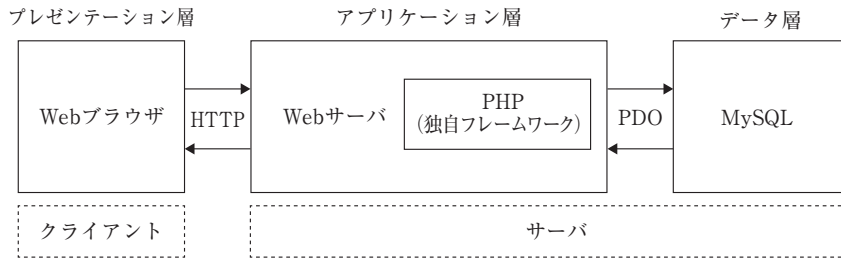 プレゼンテーション層
アプリケーション層
データ層
Webブラウザ
HTTP
Webサーバ
PHP
(独自フレームワーク)
PDO
MySQL
クライアント
サーバ